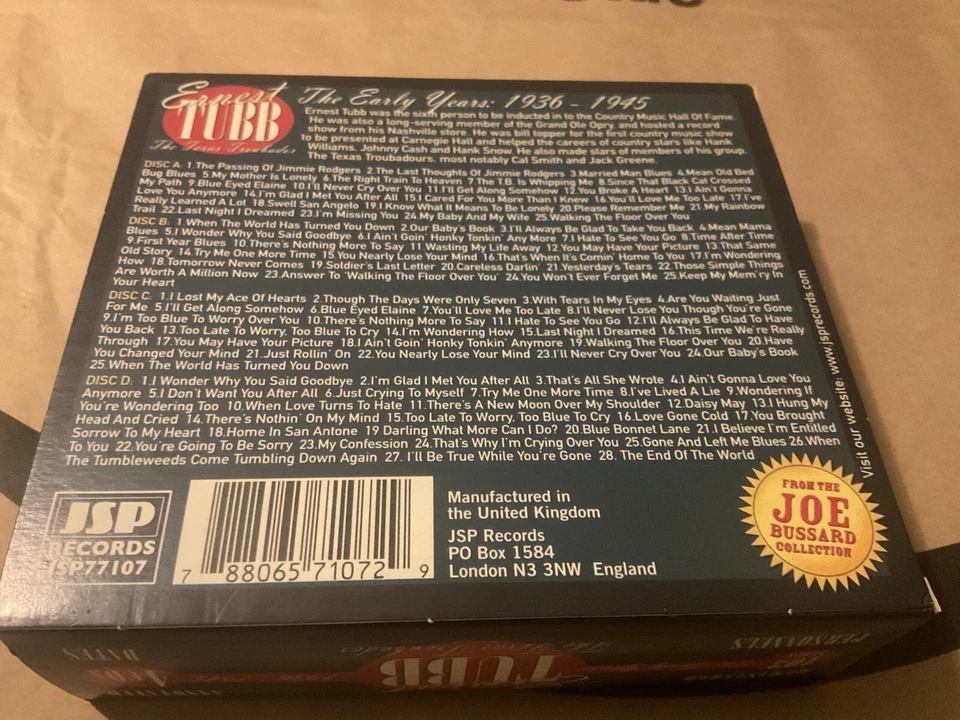 Ernest
TUBB
The Texas Troubador
The Early Years: 1936 - 1945
Ernest Tubb was the sixth person to be inducted in to the Country Music Hall Of Fame.
He was also a long-serving member of the Grand Ole Opry, and hosted a record
show from his Nashville store. He was bill topper for the first country music show
to be presented at Carnegie Hall and helped the careers of country stars like Hank
Williams, Johnny Cash and Hank Snow. He also made stars of members of his group,
The Texas Troubadours, most notably Cal Smith and Jack Greene.
DISC A: 1.The Passing Of Jimmie Rodgers 2.The Last Thoughts Of Jimmie Rodgers 3.Married Man Blues 4.Mean Old Bed
Bug Blues 5.My Mother Is Lonely 6.The Right Train To Heaven 7.The T.B. Is Whipping Me 8.Since That Black Cat Crossed
My Path 9.Blue Eyed Elaine 10.I'll Never Cry Over You 11.I'll Get Along Somehow 12.You Broke A Heart 13.I Ain't Gonna
Love You Anymore 14.I'm Glad I Met You After All 15.I Cared For You More Than I Knew 16.You'll Love Me Too Late 17.I've
Really Learned A Lot 18.Swell San Angelo 19.I Know What It Means To Be Lonely 20.Please Remember Me 21.My Rainbow
Trail 22.Last Night I Dreamed 23.I'm Missing You 24.My Baby And My Wife 25.Walking The Floor Over You
DISC B: 1.When The World Has Turned You Down 2.Our Baby's Book 3.I'll Always Be Glad To Take You Back 4.Mean Mama
Blues 5.I Wonder Why You Said Goodbye 6.I Ain't Goin' Honky Tonkin' Any More 7.I Hate To See You Go 8.Time After Time
9.First Year Blues 10.There's Nothing More To Say 11.Wasting My Life Away 12.You May Have Your Picture 13.That Same
Old Story 14.Try Me One More Time 15.You Nearly Lose Your Mind 16.That's When It's Comin' Home To You 17.I'm Wondering
How 18.Tomorrow Never Comes 19.Soldier's Last Letter 20.Careless Darlin' 21.Yesterday's Tears 22.Those Simple Things
Are Worth A Million Now 23.Answer To 'Walking The Floor Over You' 24.You Won't Ever Forget Me 25.Keep My Mem'ry In
Your Heart
DISC C: 1.I Lost My Ace Of Hearts 2.Though The Days Were Only Seven 3.With Tears In My Eyes 4.Are You Waiting Just
For Me 5.I'll Get Along Somehow 6.Blue Eyed Elaine 7.You'll Love Me Too Late 8.I'll Never Lose You Though You're Gone
9.I'm Too Blue To Worry Over You 10.There's Nothing More To Say 11.I Hate To See You Go 12.I'll Always Be Glad To Have
You Back 13.Too Late To Worry, Too Blue To Cry 14.I'm Wondering How 15.Last Night I Dreamed 16.This Time We're Really
Through 17.You May Have Your Picture 18.I Ain't Goin' Honky Tonkin' Anymore 19.Walking The Floor Over You 20.Have
You Changed Your Mind 21.Just Rollin' On 22.You Nearly Lose Your Mind 23.I'll Never Cry Over You 24.Our Baby's Book
25.When The World Has Turned You Down
DISC D: 1.I Wonder Why You Said Goodbye 2.I'm Glad I Met You After All 3.That's All She Wrote 4.I Ain't Gonna Love You
Anymore 5.I Don't Want You After All 6.Just Crying To Myself 7.Try Me One More Time 8.I've Lived A Lie 9.Wondering If
You're Wondering Too 10.When Love Turns To Hate 11.There's A New Moon Over My Shoulder 12.Daisy May 13.I Hung My
Head And Cried 14.There's Nothin' On My Mind 15.Too Late To Worry, Too Blue To Cry 16.Love Gone Cold 17.You Brought
Sorrow To My Heart 18.Home In San Antone 19 Darling What More Can I Do? 20.Blue Bonnet Lane 21.I Believe I'm Entitled
To You 22.You're Going To Be Sorry 23.My Confession 24.That's Why I'm Crying Over You 25.Gone And Left Me Blues 26.When
The Tumbleweeds Come Tumbling Down Again 27. I'll Be True While You're Gone 28. The End Of The World
Visit our website: www.jsprecords.com
JSP
RECORDS
JSP77107
7 88065 71072 9
Manufactured in
the United Kingdom
JSP Records
PO Box 1584
London N3 3NW England
FROM THE
JOE
BUSSARD
COLLECTION
PERSONNELS
DATES
4CDS
TUBB
The Texas Troubador